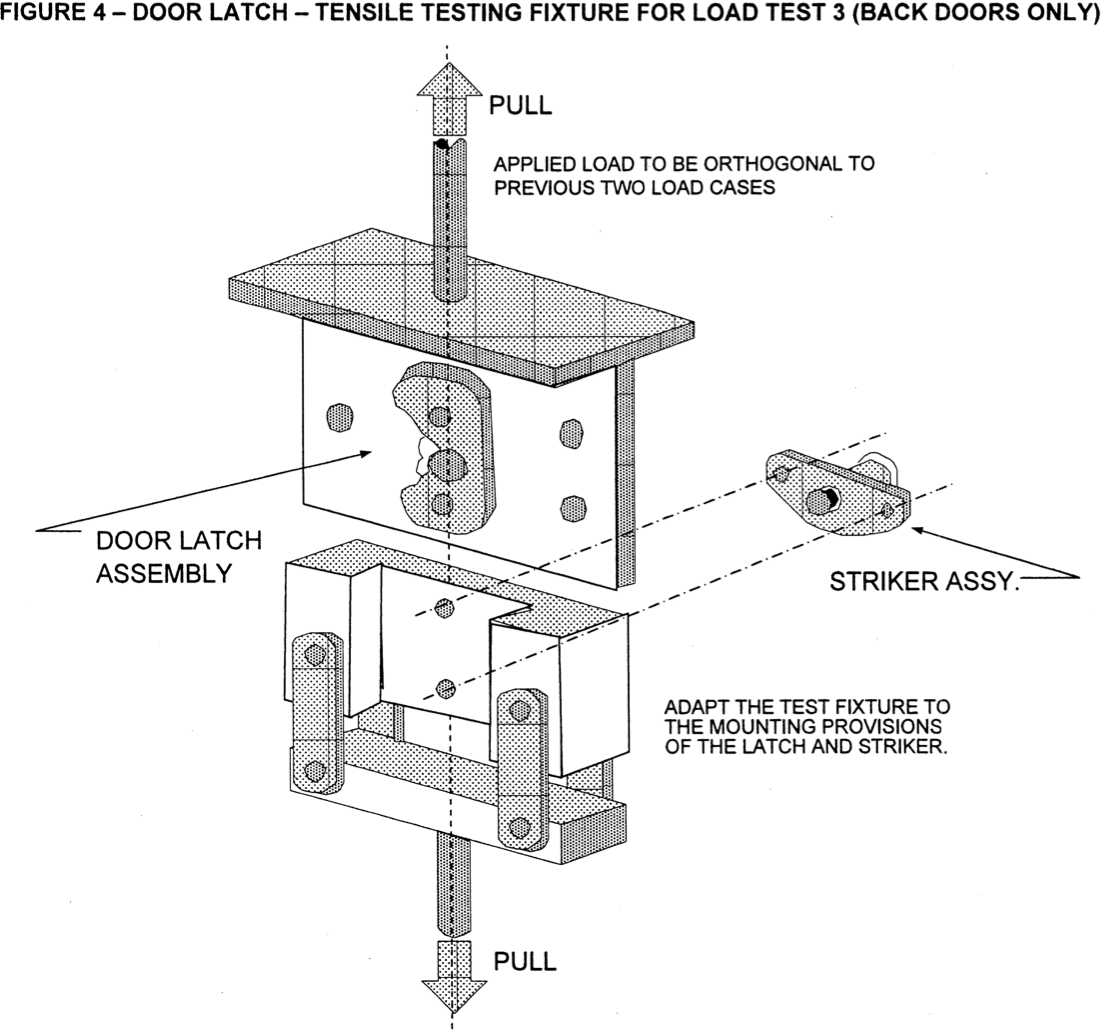 FIGURE 4 – DOOR LATCH – TENSILE TESTING FIXTURE FOR LOAD TEST 3 (BACK DOORS ONLY)
PULL
APPLIED LOAD TO BE ORTHOGONAL TO
PREVIOUS TWO LOAD CASES
DOOR LATCH
ASSEMBLY
STRIKER ASSY.
ADAPT THE TEST FIXTURE TO
THE MOUNTING PROVISIONS
OF THE LATCH AND STRIKER.
PULL